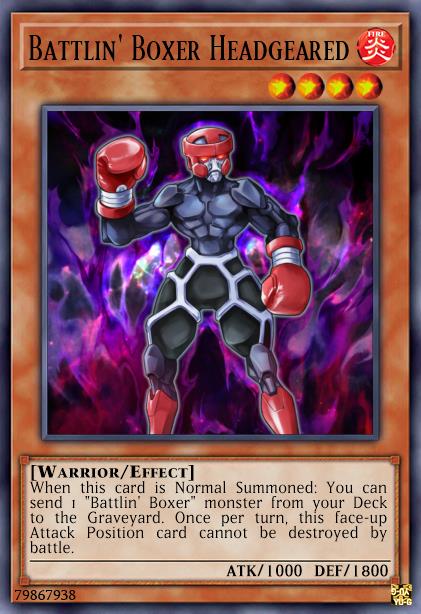 BATTLIN' BOXER HEADGEARED
FIRE
炎
[WARRIOR/EFFECT]
When this card is Normal Summoned: You can
send 1 "Battlin' Boxer" monster from your Deck
to the Graveyard. Once per turn, this face-up
Attack Position card cannot be destroyed by
battle.
ATK/1000 DEF/1800
79867938